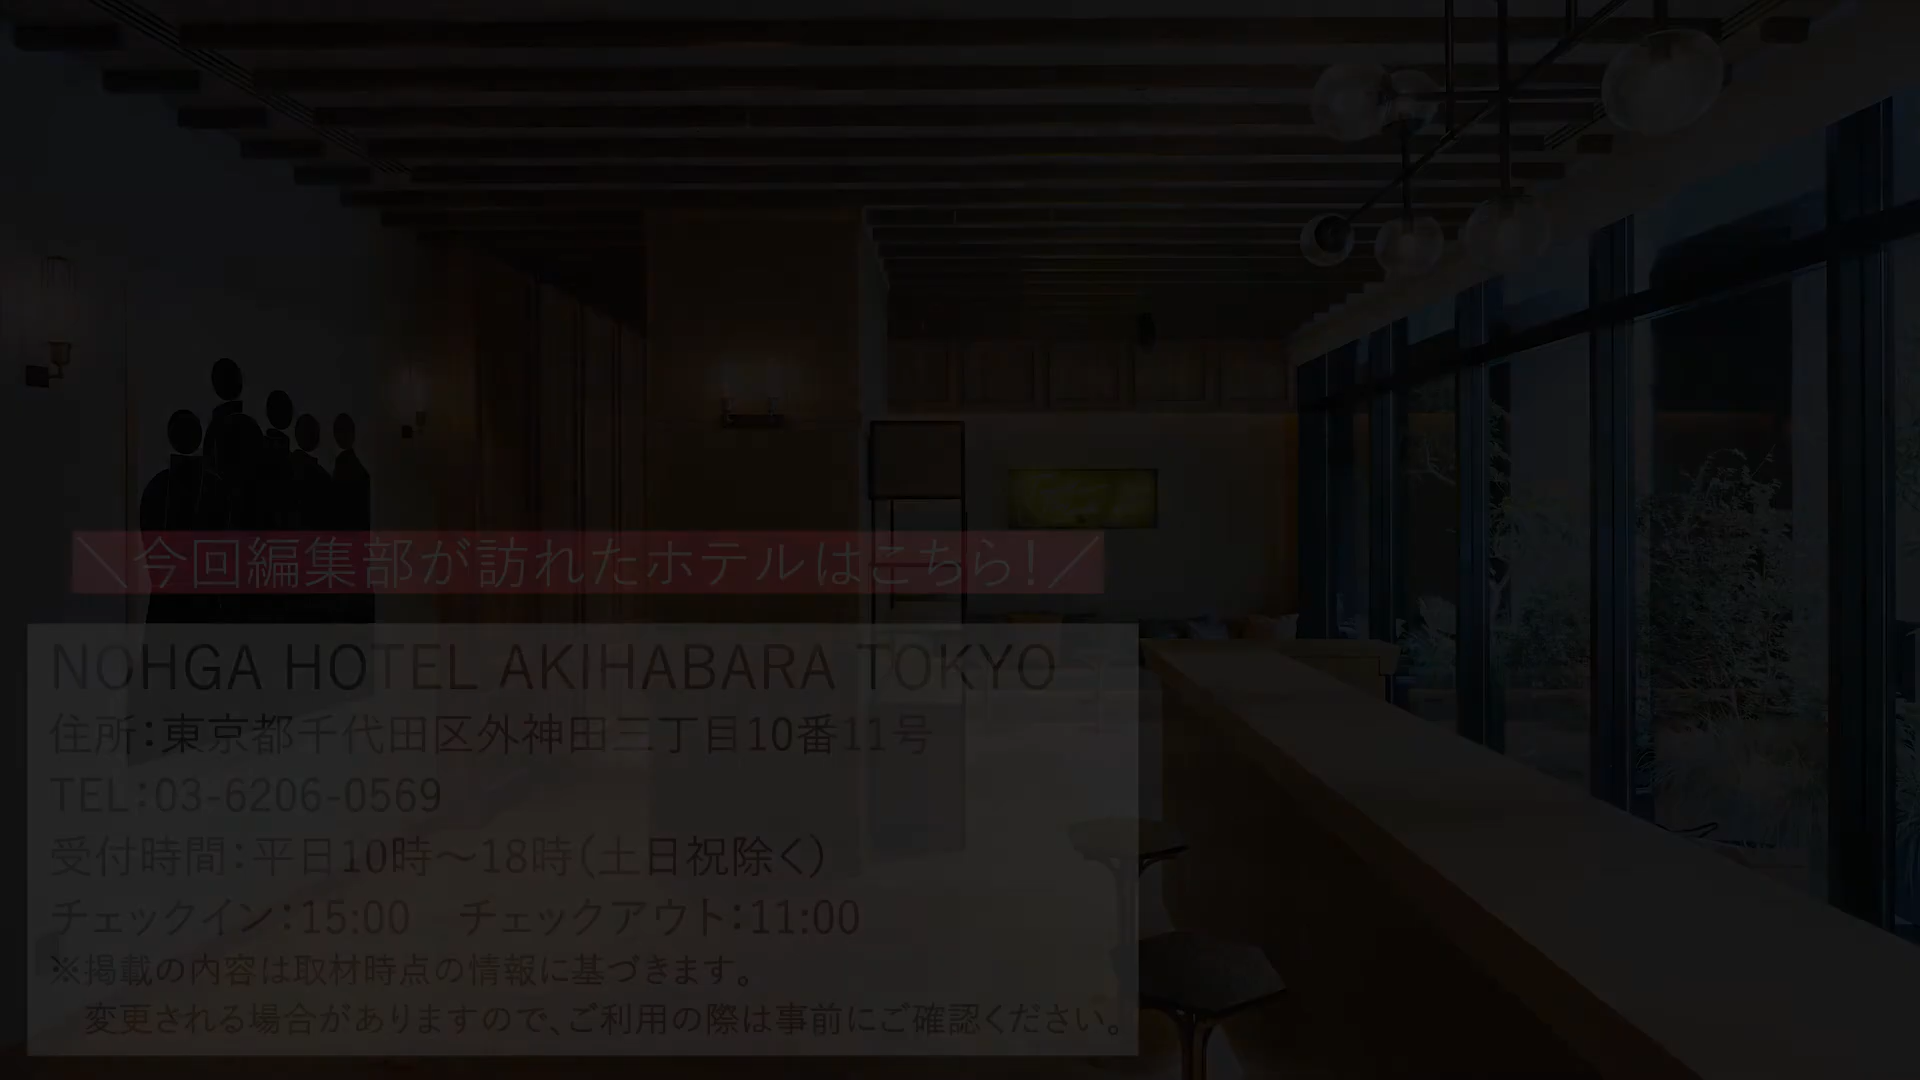 ＼今回編集部が訪れたホテルはこちら！／
NOHGA HOTEL AKIHABARA TOKYO
住所：東京都千代田区外神田三丁目10番11号
TEL：03-6206-0569
受付時間：平日10時～18時（土日祝除く）
チェックイン：15:00　チェックアウト：11:00
※掲載の内容は取材時点の情報に基づきます。
変更される場合がありますので、ご利用の際は事前にご確認ください。